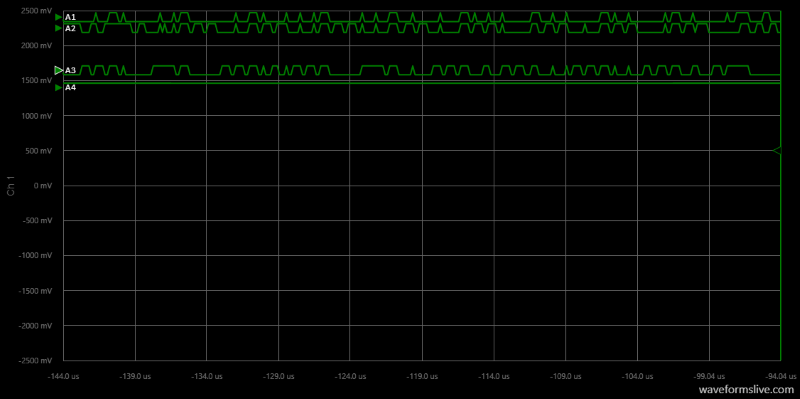 2500 mV
A1
A2
2000 mV
A3
1500 mV
A4
1000 mV
500 mV
Ch 1
0 mV
-500 mV
-1000 mV
-1500 mV
-2000 mV
-2500 mV
-144.0 us -139.0 us -134.0 us -129.0 us -124.0 us -119.0 us -114.0 us -109.0 us -104.0 us -99.04 us -94.04 us
waveformslive.com